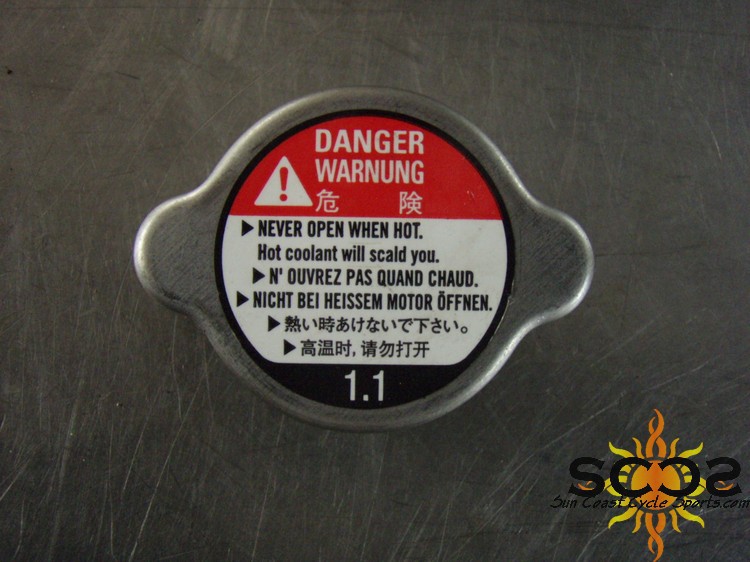 DANGER
WARNUNG
危 険
▶ NEVER OPEN WHEN HOT.
Hot coolant will scald you.
▶ N' OUVREZ PAS QUAND CHAUD.
▶ NICHT BEI HEISSEM MOTOR ÖFFNEN.
▶ 熱い時あけないで下さい。
▶ 高温时,请勿打开
1.1
SCCS
Sun Coast Cycle Sports.com